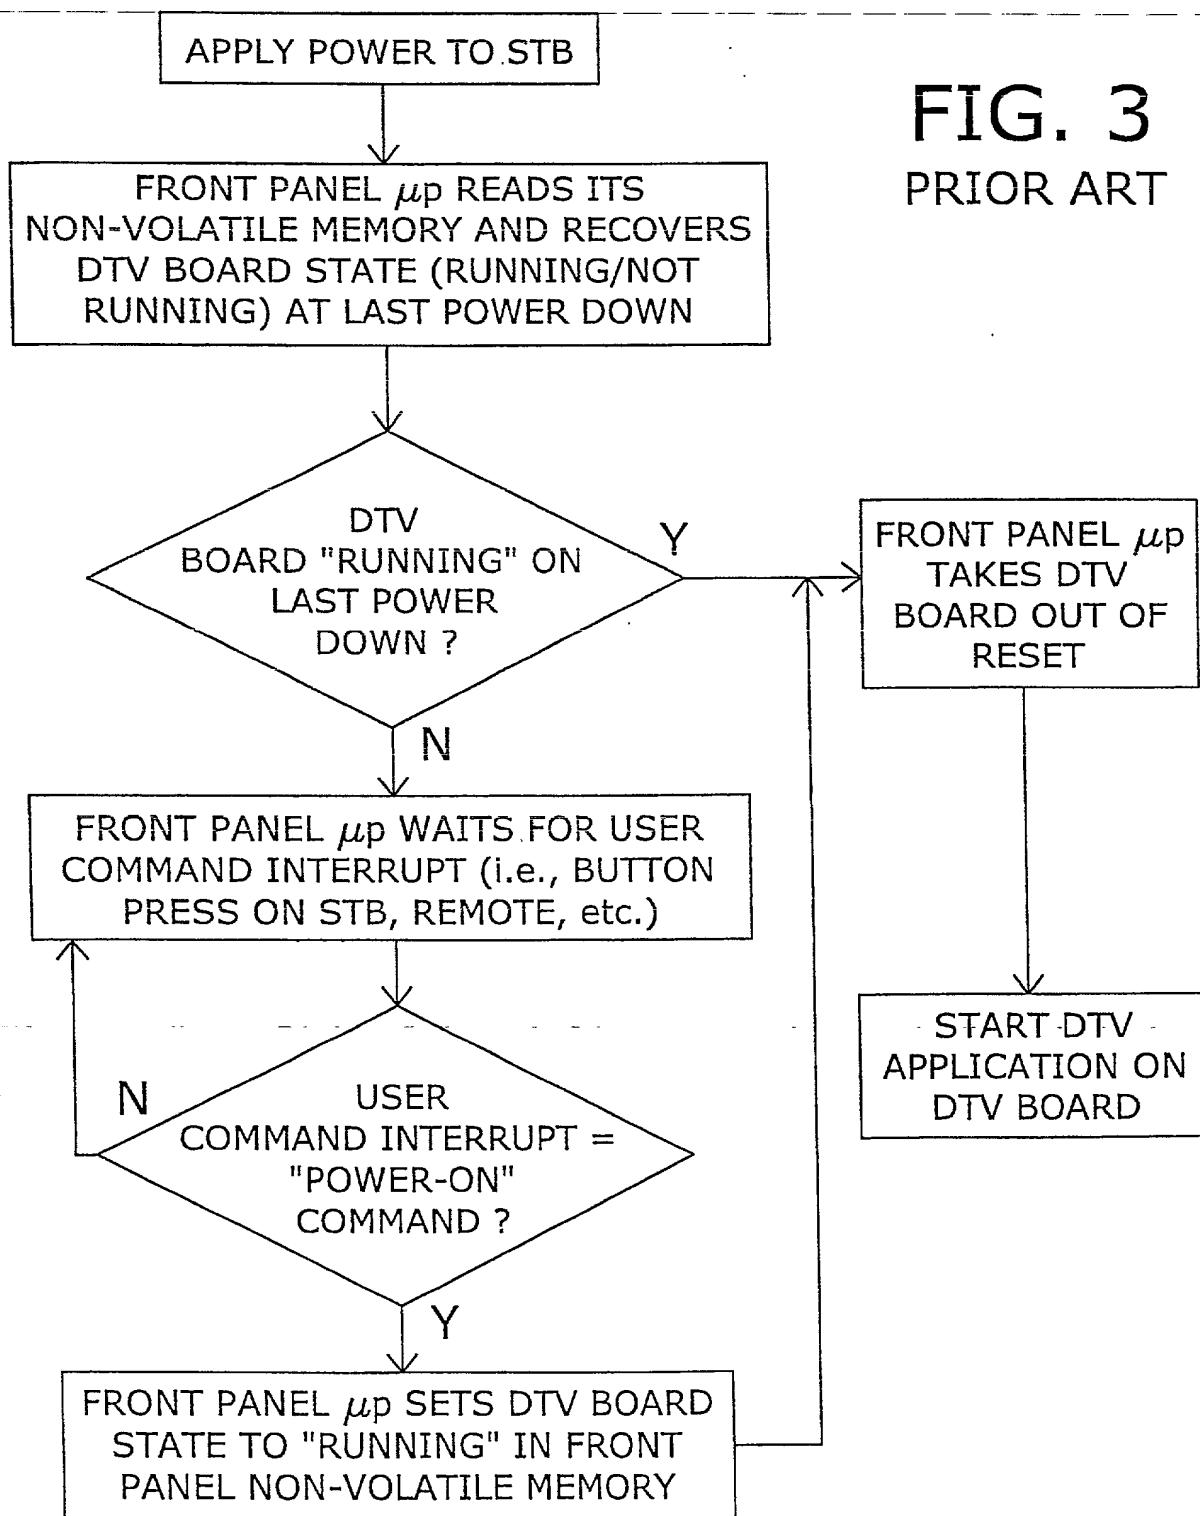 APPLY POWER TO STB
FIG. 3
PRIOR ART
FRONT PANEL μp READS ITS
NON-VOLATILE MEMORY AND RECOVERS
DTV BOARD STATE (RUNNING/NOT
RUNNING) AT LAST POWER DOWN
DTV
BOARD "RUNNING" ON
LAST POWER
DOWN ?
Y
FRONT PANEL μp
TAKES DTV
BOARD OUT OF
RESET
N
FRONT PANEL μp WAITS FOR USER
COMMAND INTERRUPT (i.e., BUTTON
PRESS ON STB, REMOTE, etc.)
START DTV
APPLICATION ON
DTV BOARD
N
USER
COMMAND INTERRUPT =
"POWER-ON"
COMMAND ?
Y
FRONT PANEL μp SETS DTV BOARD
STATE TO "RUNNING" IN FRONT
PANEL NON-VOLATILE MEMORY